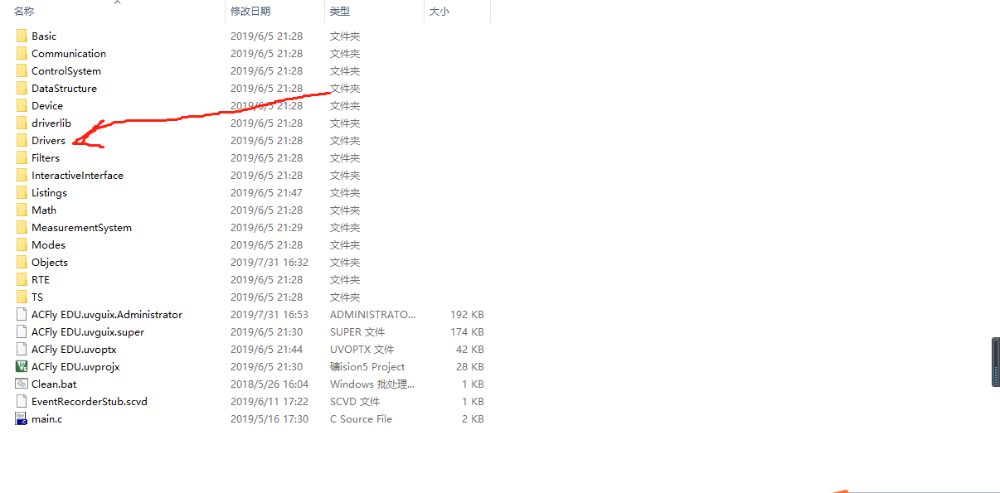 名称 修改日期 类型 大小
Basic 2019/6/5 21:28 文件夹
Communication 2019/6/5 21:28 文件夹
ControlSystem 2019/6/5 21:28 文件夹
DataStructure 2019/6/5 21:28 文件夹
Device 2019/6/5 21:28 文件夹
driverlib 2019/6/5 21:28 文件夹
Drivers 2019/6/5 21:28 文件夹
Filters 2019/6/5 21:28 文件夹
InteractiveInterface 2019/6/5 21:28 文件夹
Listings 2019/6/5 21:47 文件夹
Math 2019/6/5 21:28 文件夹
MeasurementSystem 2019/6/5 21:29 文件夹
Modes 2019/6/5 21:28 文件夹
Objects 2019/7/31 16:32 文件夹
RTE 2019/6/5 21:28 文件夹
TS 2019/6/5 21:28 文件夹
ACFly EDU.uvguix.Administrator 2019/7/31 16:53 ADMINISTRATO... 192 KB
ACFly EDU.uvguix.super 2019/6/5 21:30 SUPER 文件 174 KB
ACFly EDU.uvoptx 2019/6/5 21:44 UVOPTX 文件 42 KB
ACFly EDU.uvprojx 2019/6/5 21:30 礦ision5 Project 28 KB
Clean.bat 2018/5/26 16:04 Windows 批处理... 1 KB
EventRecorderStub.scvd 2019/6/11 17:22 SCVD 文件 1 KB
main.c 2019/5/16 17:30 C Source File 2 KB